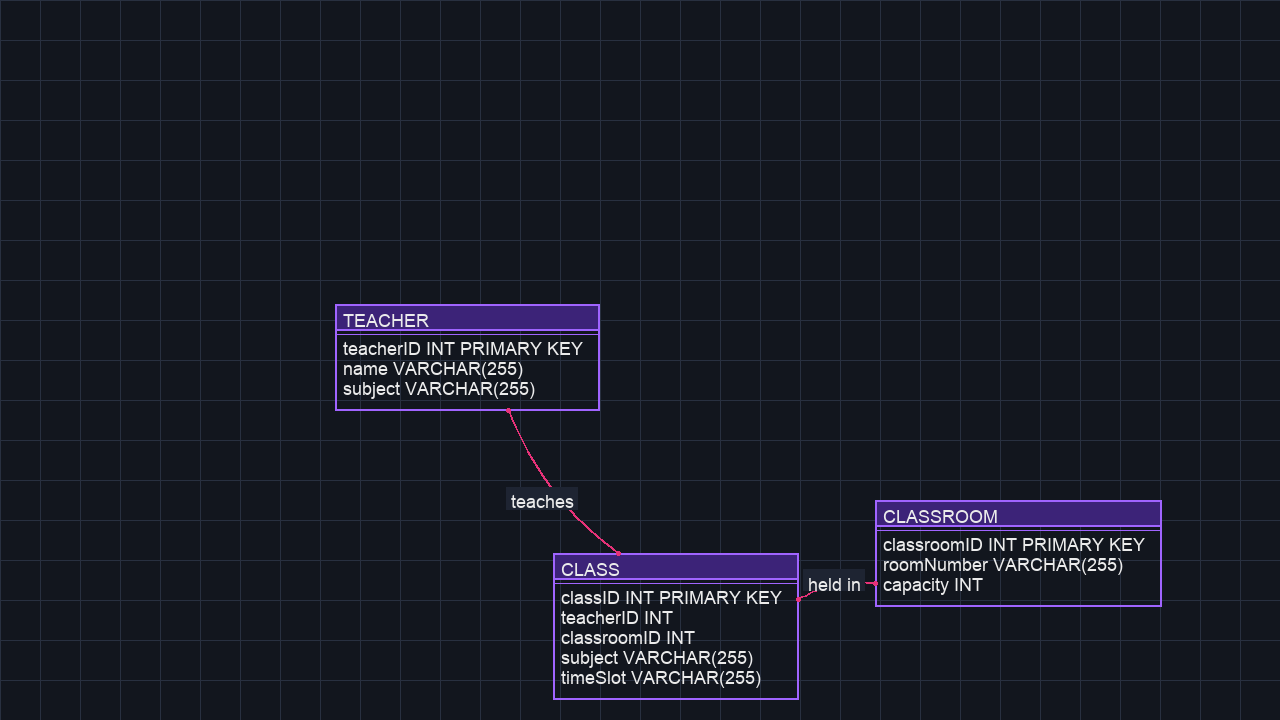 TEACHER
teacherID INT PRIMARY KEY
name VARCHAR(255)
subject VARCHAR(255)
teaches
CLASS
classID INT PRIMARY KEY
teacherID INT
classroomID INT
subject VARCHAR(255)
timeSlot VARCHAR(255)
held in
CLASSROOM
classroomID INT PRIMARY KEY
roomNumber VARCHAR(255)
capacity INT